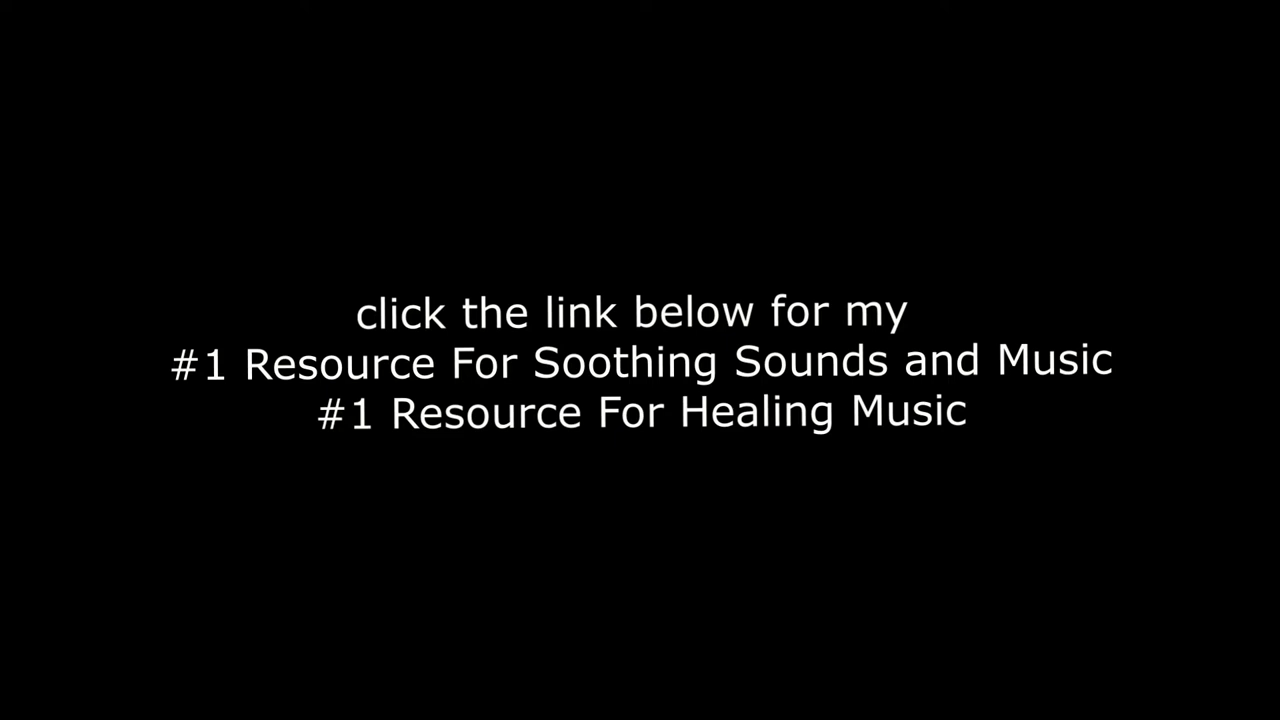 click the link below for my
#1 Resource For Soothing Sounds and Music
#1 Resource For Healing Music